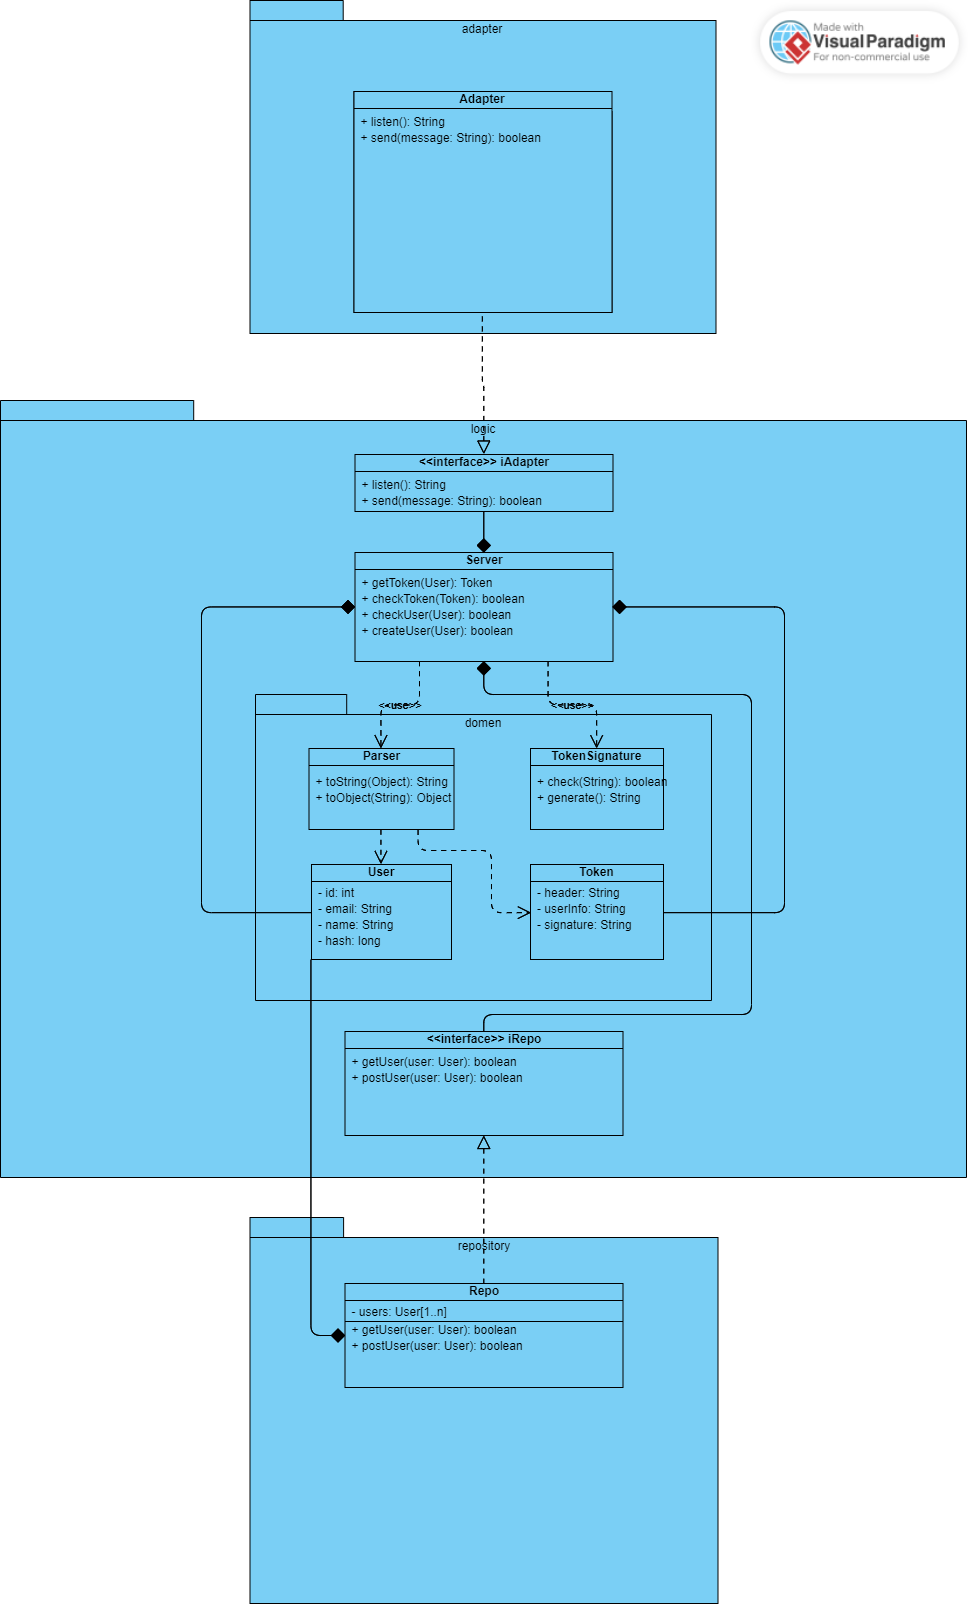 adapter
Made with
VisualParadigm
For non-commercial use
Adapter
+ listen(): String
+ send(message: String): boolean
logic
<<interface>> iAdapter
+ listen(): String
+ send(message: String): boolean
Server
+ getToken(User): Token
+ checkToken(Token): boolean
+ checkUser(User): boolean
+ createUser(User): boolean
<<use>>
<<use>>
domen
Parser
+ toString(Object): String
+ toObject(String): Object
TokenSignature
+ check(String): boolean
+ generate(): String
User
- id: int
- email: String
- name: String
- hash: long
Token
- header: String
- userInfo: String
- signature: String
<<interface>> iRepo
+ getUser(user: User): boolean
+ postUser(user: User): boolean
repository
Repo
- users: User[1..n]
+ getUser(user: User): boolean
+ postUser(user: User): boolean